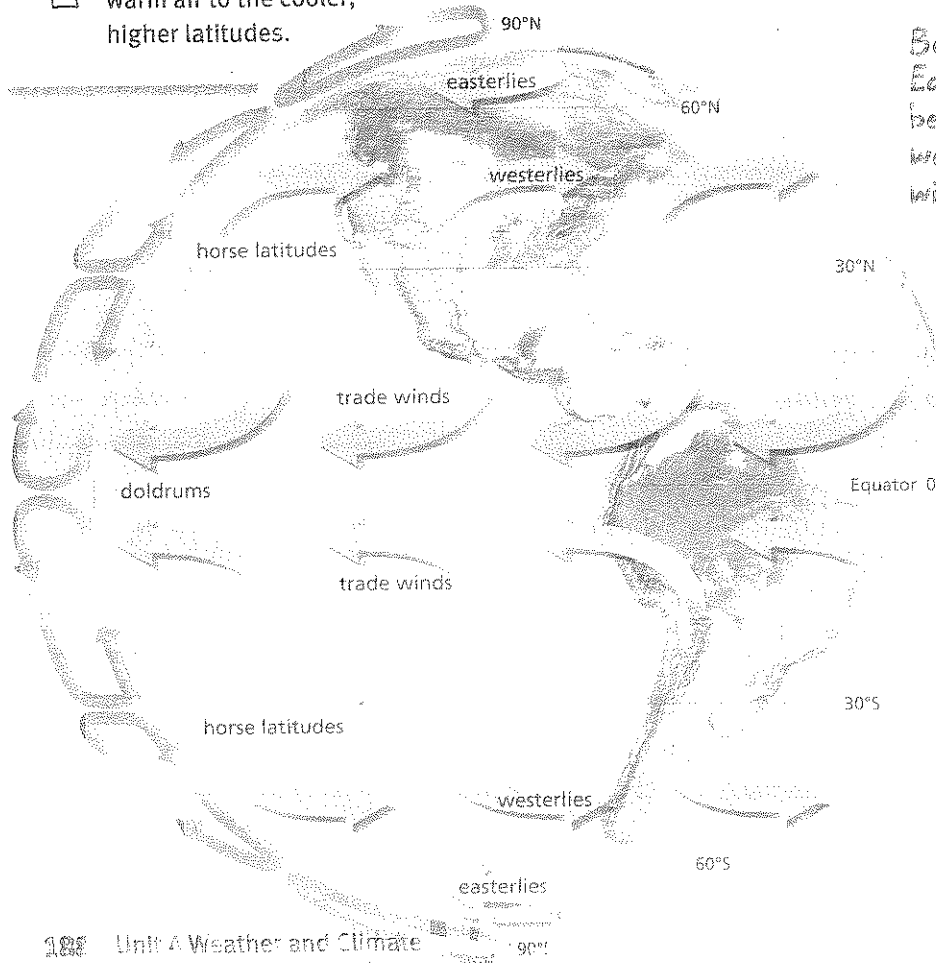 warm air to the cooler,
higher latitudes.
90°N
easterlies
60°N
westerlies
horse latitudes
30°N
trade winds
doldrums
Equator 0
trade winds
30°S
horse latitudes
westerlies
60°S
easterlies
90°
Unit A Weather and Climate